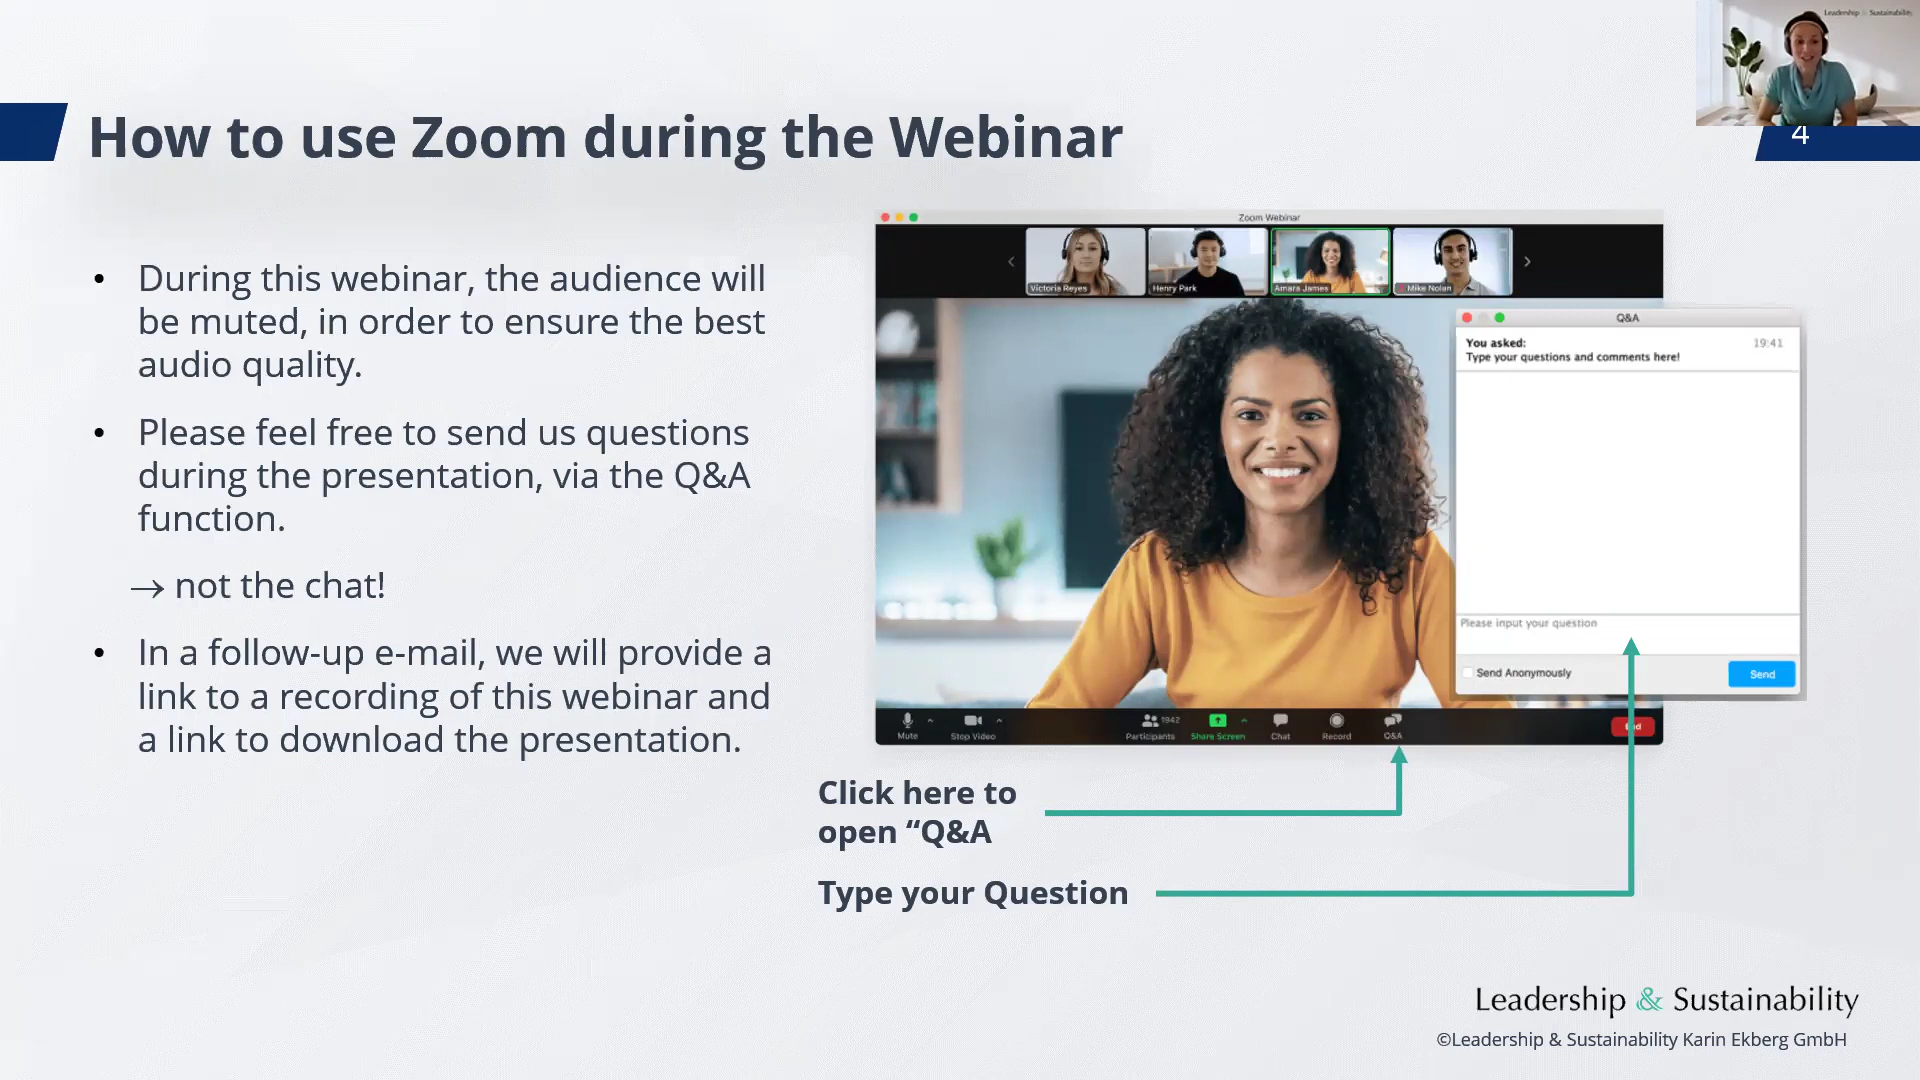 Leadership & Sustainability
4
How to use Zoom during the Webinar
• During this webinar, the audience will
be muted, in order to ensure the best
audio quality.
• Please feel free to send us questions
during the presentation, via the Q&A
function.
→ not the chat!
• In a follow-up e-mail, we will provide a
link to a recording of this webinar and
a link to download the presentation.
Zoom Webinar
Victoria Reyes
Henry Park
Amara James
Mike Nolan
Q&A
You asked:
19:41
Type your questions and comments here!
Please input your question
Send Anonymously
Send
Mute
Stop Video
Participants
1942
Share Screen
Chat
Record
Q&A
End
Click here to
open “Q&A
Type your Question
Leadership & Sustainability
©Leadership & Sustainability Karin Ekberg GmbH